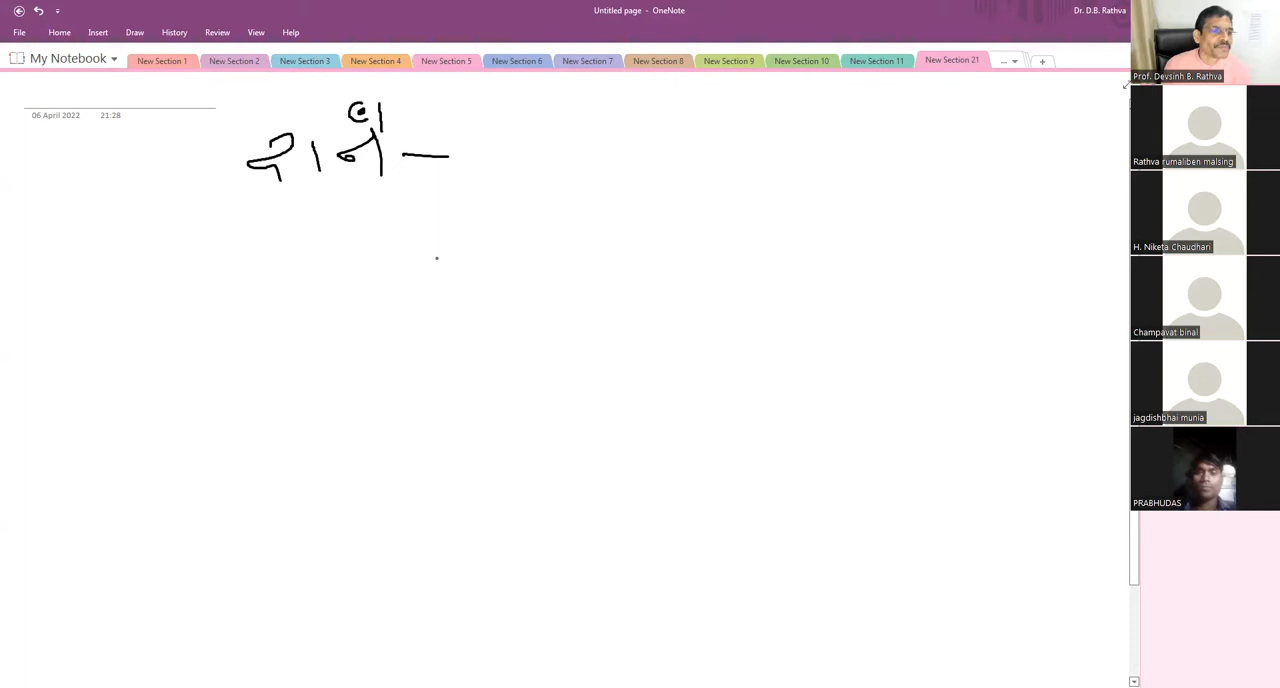 Untitled page - OneNote
Dr. D.B. Rathva
File Home Insert Draw History Review View Help
My Notebook
New Section 1 New Section 2 New Section 3 New Section 4 New Section 5 New Section 6 New Section 7 New Section 8 New Section 9 New Section 10 New Section 11 New Section 21 ...
06 April 2022 21:28
Prof. Devsinh B. Rathva
Rathva rumaliben malsing
H. Niketa Chaudhari
Champavat binal
jagdishbhai munia
PRABHUDAS